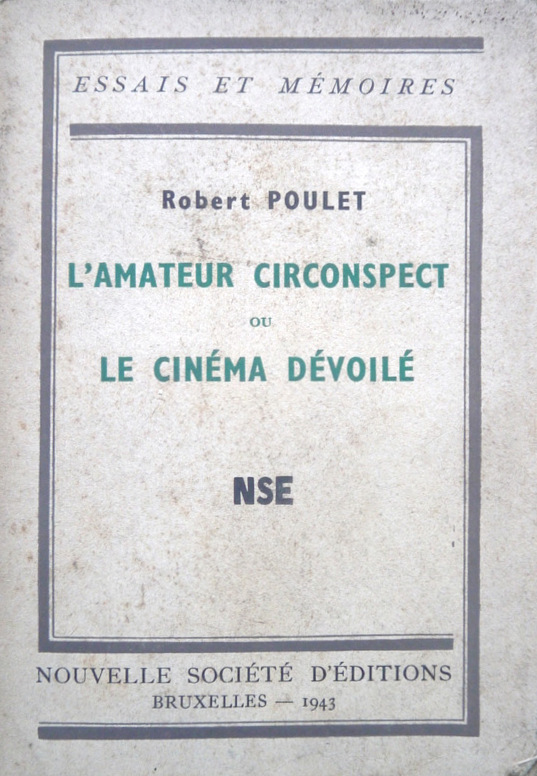 ESSAIS ET MÉMOIRES
Robert POULET
L'AMATEUR CIRCONSPECT
OU
LE CINÉMA DÉVOILÉ
NSE
NOUVELLE SOCIÉTÉ D'ÉDITIONS
BRUXELLES — 1943